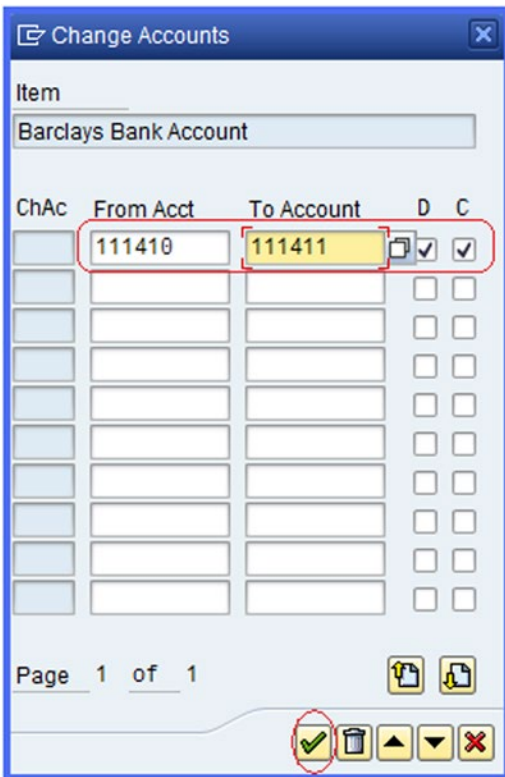 Change Accounts
Item
Barclays Bank Account
ChAc From Acct To Account D C
111410 111411
Page 1 of 1